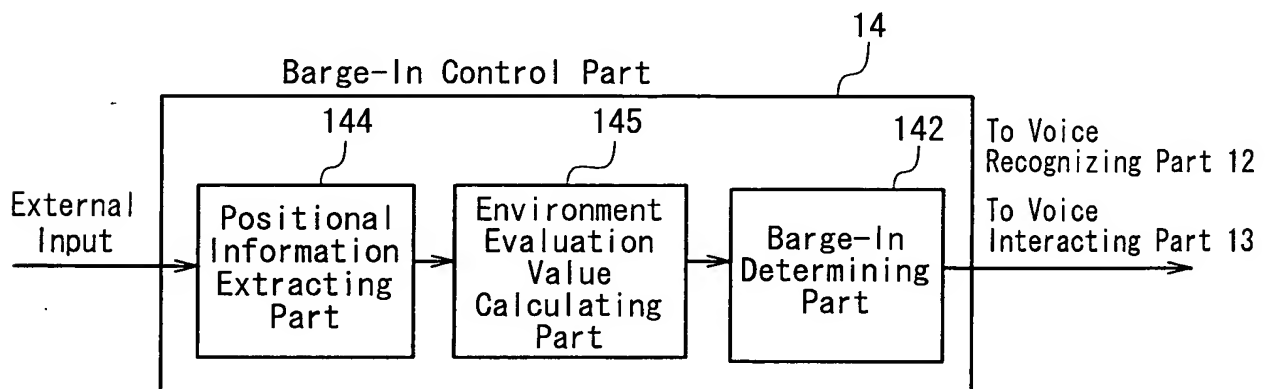 14
Barge-In Control Part
144
145
142
To Voice
Recognizing Part 12
To Voice
Interacting Part 13
External
Input
Positional
Information
Extracting
Part
Environment
Evaluation
Value
Calculating
Part
Barge-In
Determining
Part